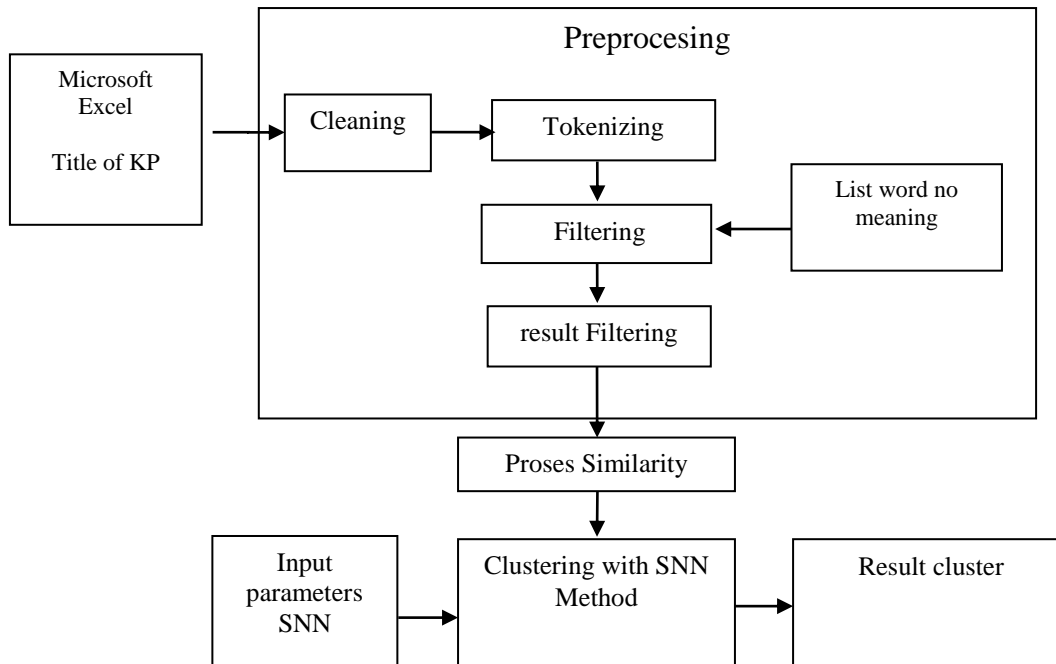 Preprocesing
Microsoft
Excel
Title of KP
Cleaning
Tokenizing
List word no
meaning
Filtering
result Filtering
Proses Similarity
Input
parameters
SNN
Clustering with SNN
Method
Result cluster